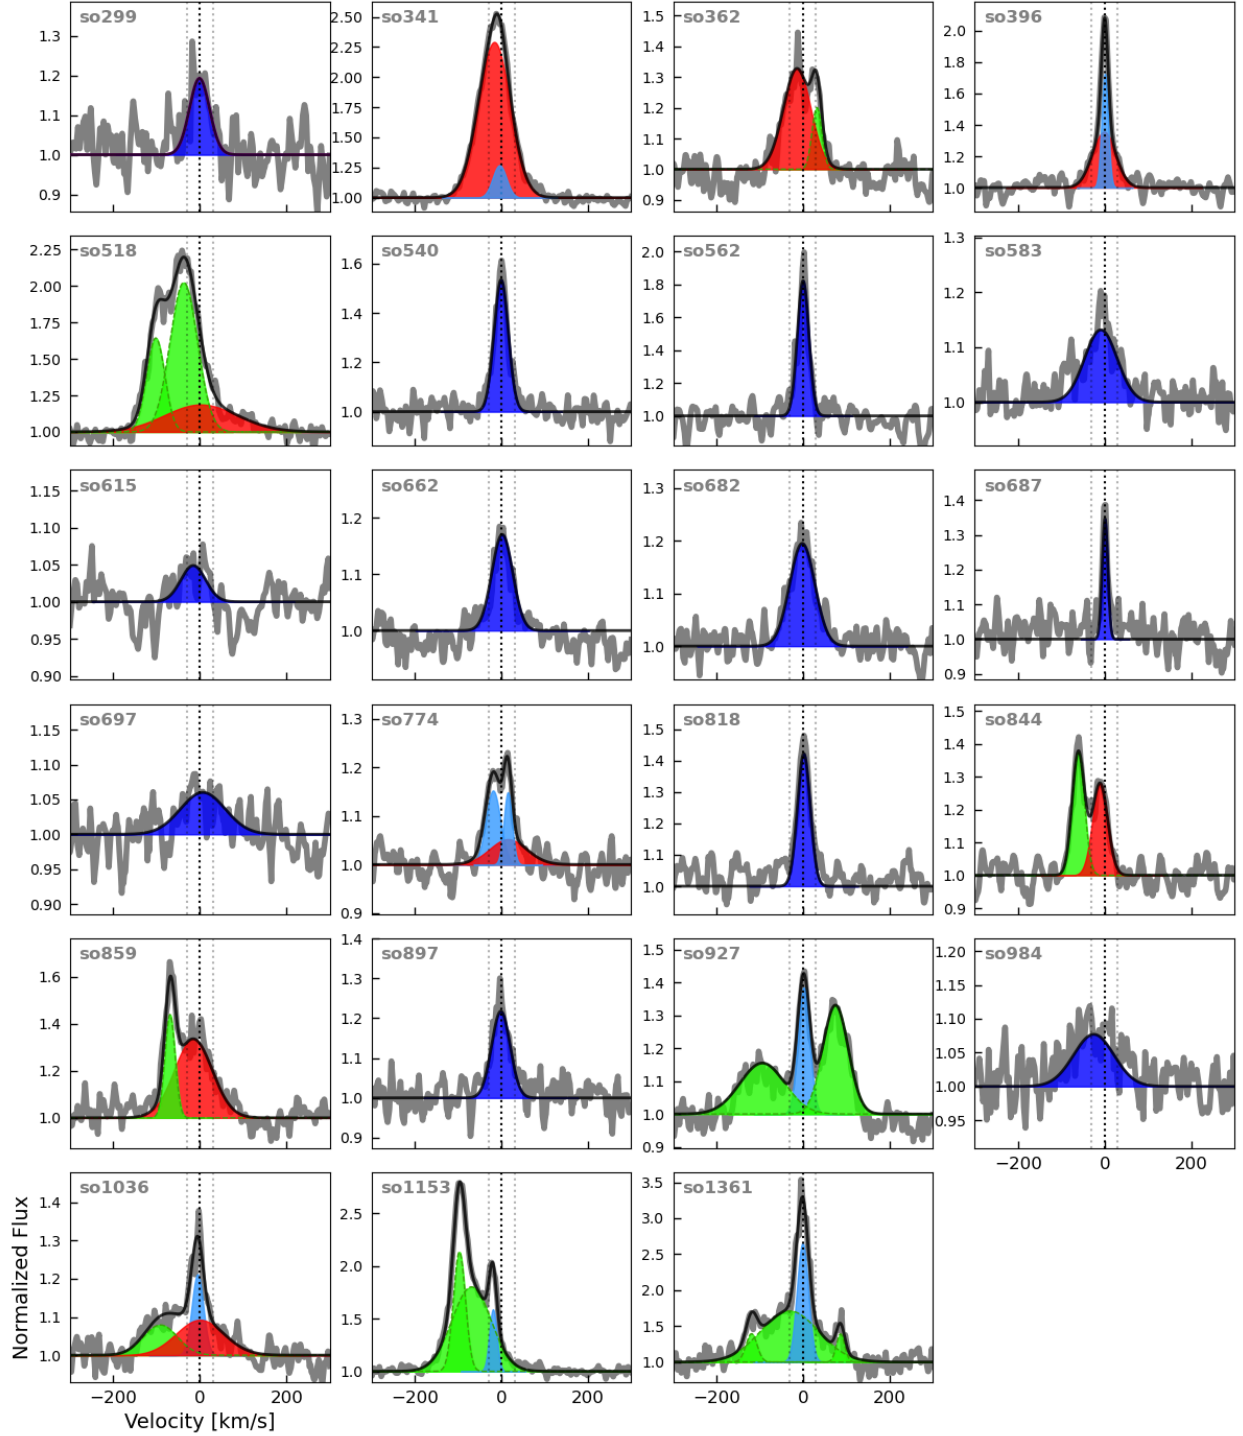 so299 so341 so362 so396
1.3 1.2 1.1 1.0 0.9
2.50 2.25 2.00 1.75 1.50 1.25 1.00
1.5 1.4 1.3 1.2 1.1 1.0 0.9
2.0 1.8 1.6 1.4 1.2 1.0
so518 so540 so562 so583
2.25 2.00 1.75 1.50 1.25 1.00
1.6 1.4 1.2 1.0
2.0 1.8 1.6 1.4 1.2 1.0
1.3 1.2 1.1 1.0
so615 so662 so682 so687
1.15 1.10 1.05 1.00 0.95 0.90
1.2 1.1 1.0
1.3 1.2 1.1 1.0
1.4 1.3 1.2 1.1 1.0 0.9
so697 so774 so818 so844
1.15 1.10 1.05 1.00 0.95 0.90
1.3 1.2 1.1 1.0 0.9
1.5 1.4 1.3 1.2 1.1 1.0
1.5 1.4 1.3 1.2 1.1 1.0 0.9
so859 so897 so927 so984
1.6 1.4 1.2 1.0
1.4 1.3 1.2 1.1 1.0 0.9
1.5 1.4 1.3 1.2 1.1 1.0 0.9
1.20 1.15 1.10 1.05 1.00 0.95
−200 0 200
so1036 so1153 so1361
1.4 1.3 1.2 1.1 1.0
2.5 2.0 1.5 1.0
3.5 3.0 2.5 2.0 1.5 1.0
Normalized Flux
−200 0 200 −200 0 200 −200 0 200
Velocity [km/s]